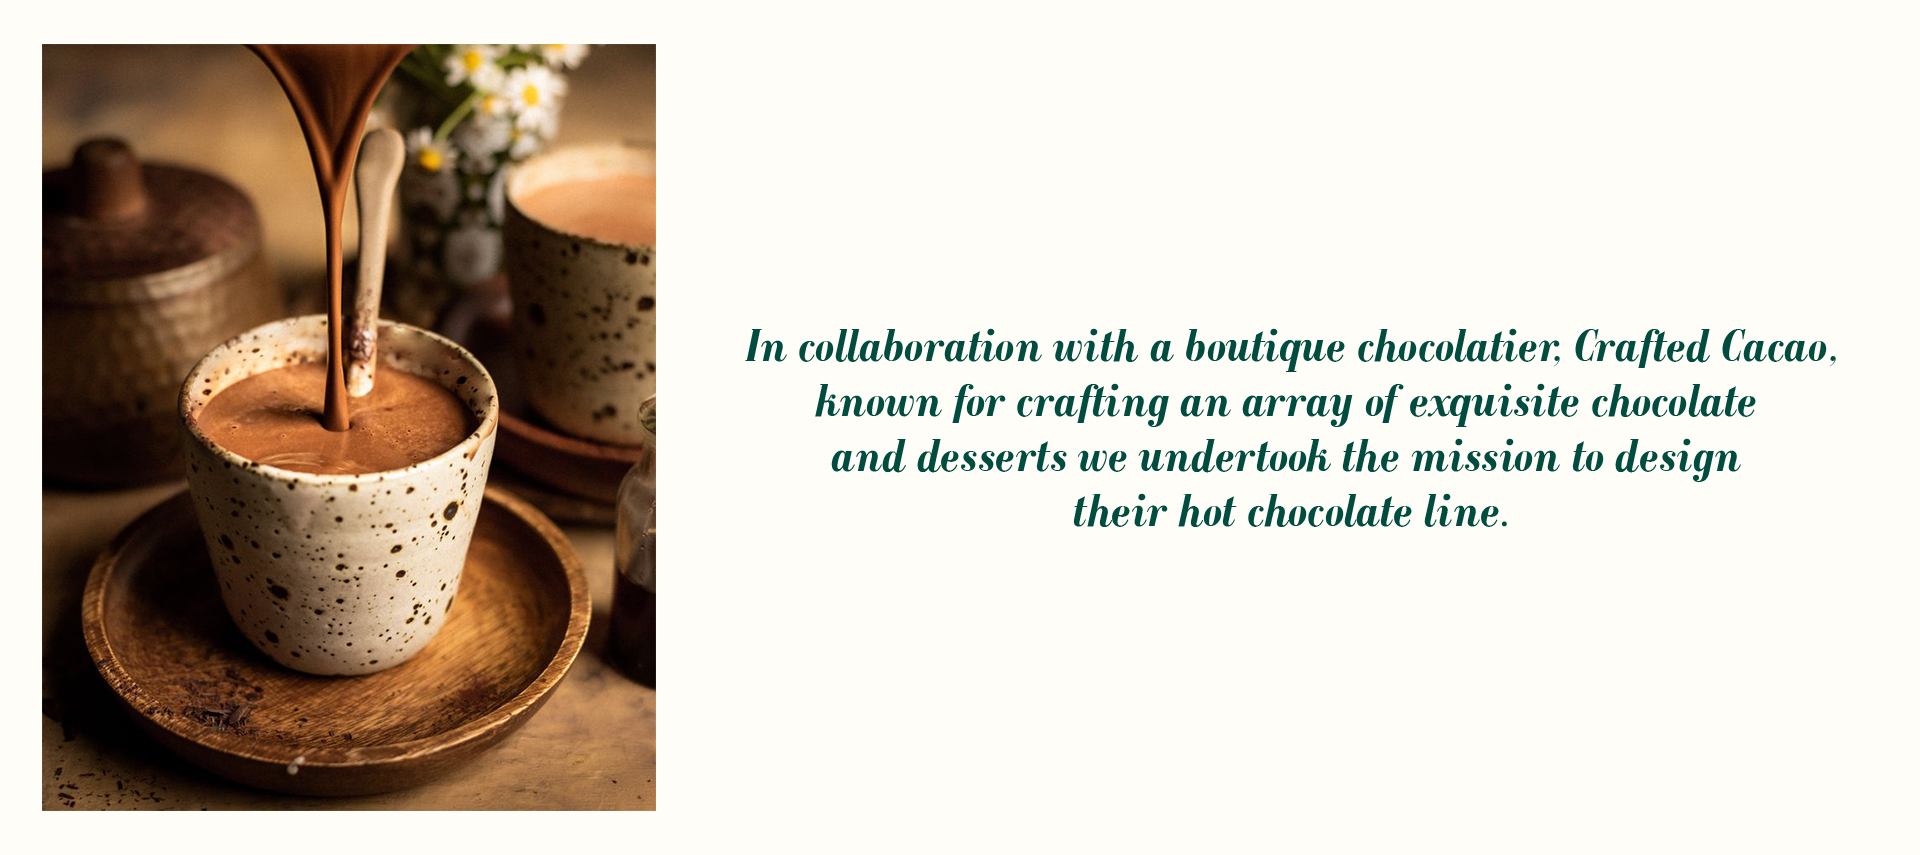 In collaboration with a boutique chocolatier, Crafted Cacao,
known for crafting an array of exquisite chocolate
and desserts we undertook the mission to design
their hot chocolate line.